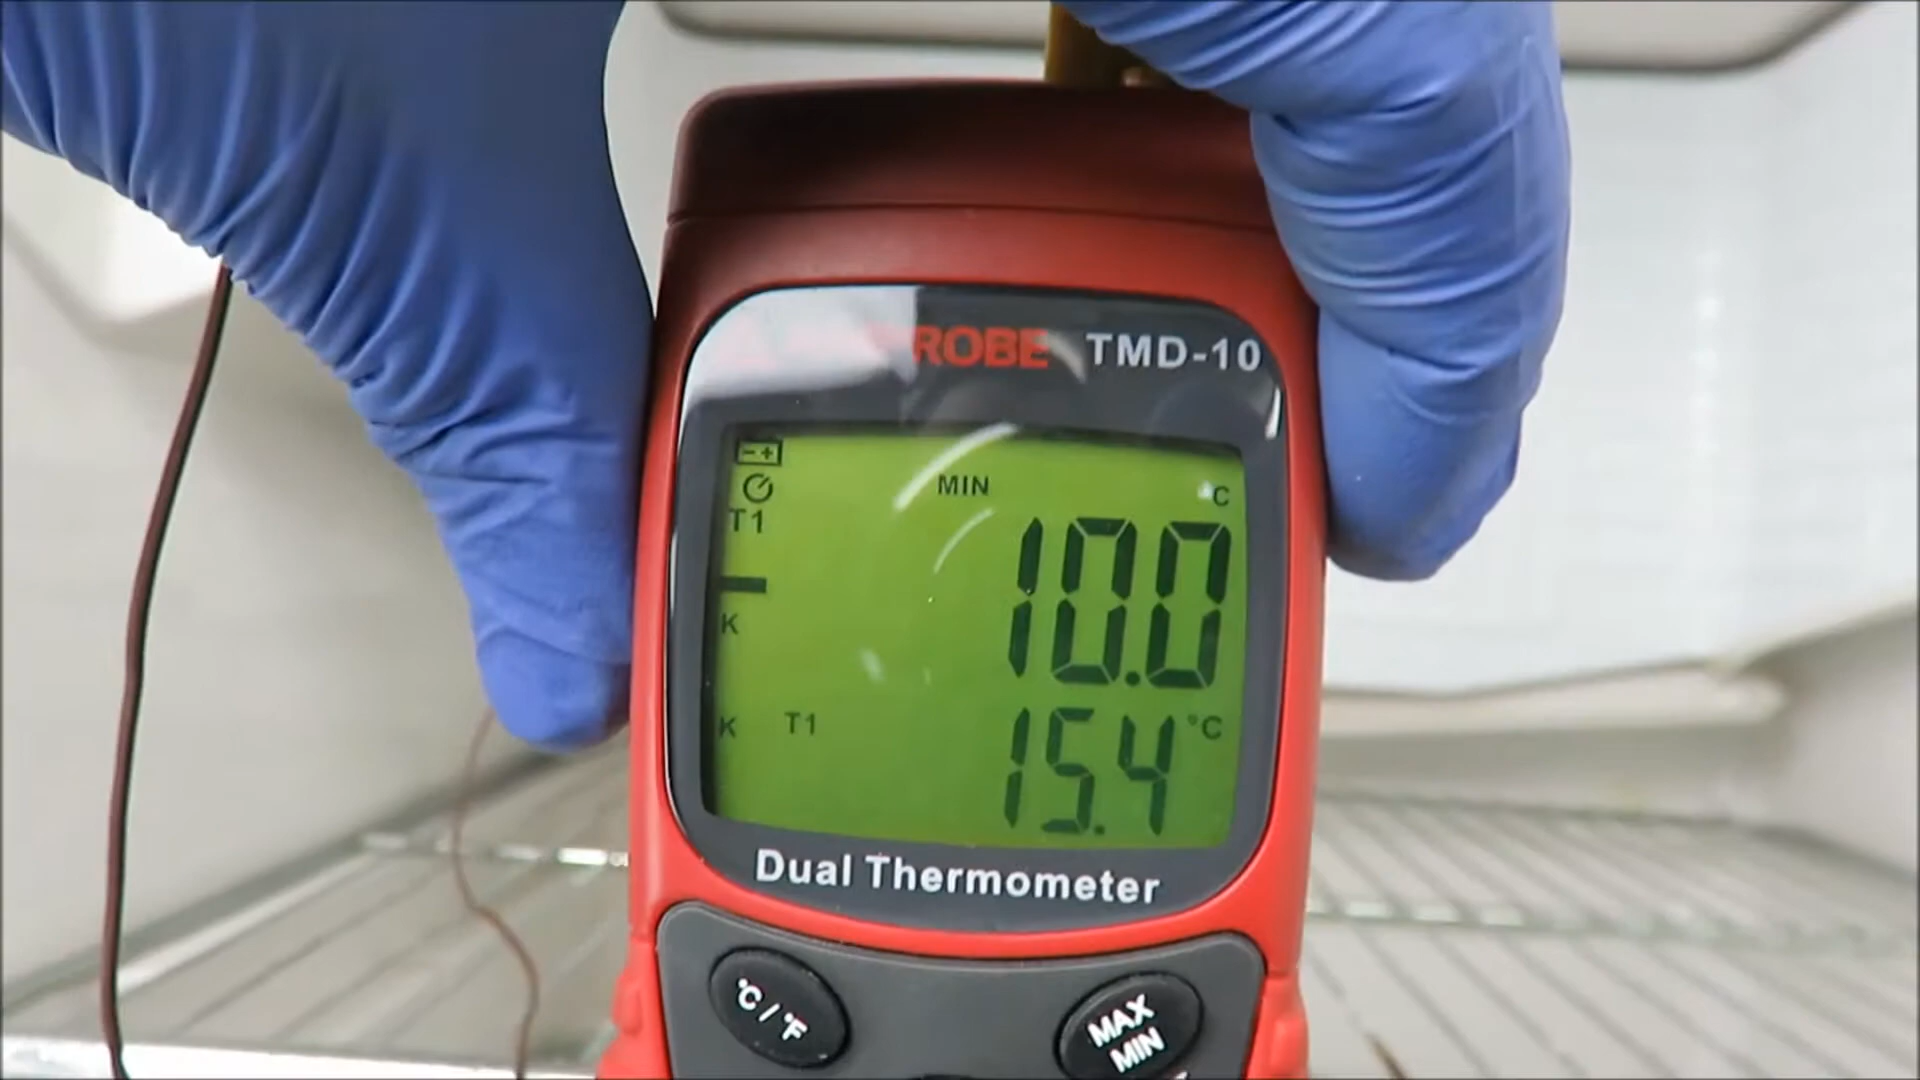 ROBE TMD-10
MIN °C
T1
10.0
K
K T1 15.4 °C
Dual Thermometer
°C/°F
MAX
MIN